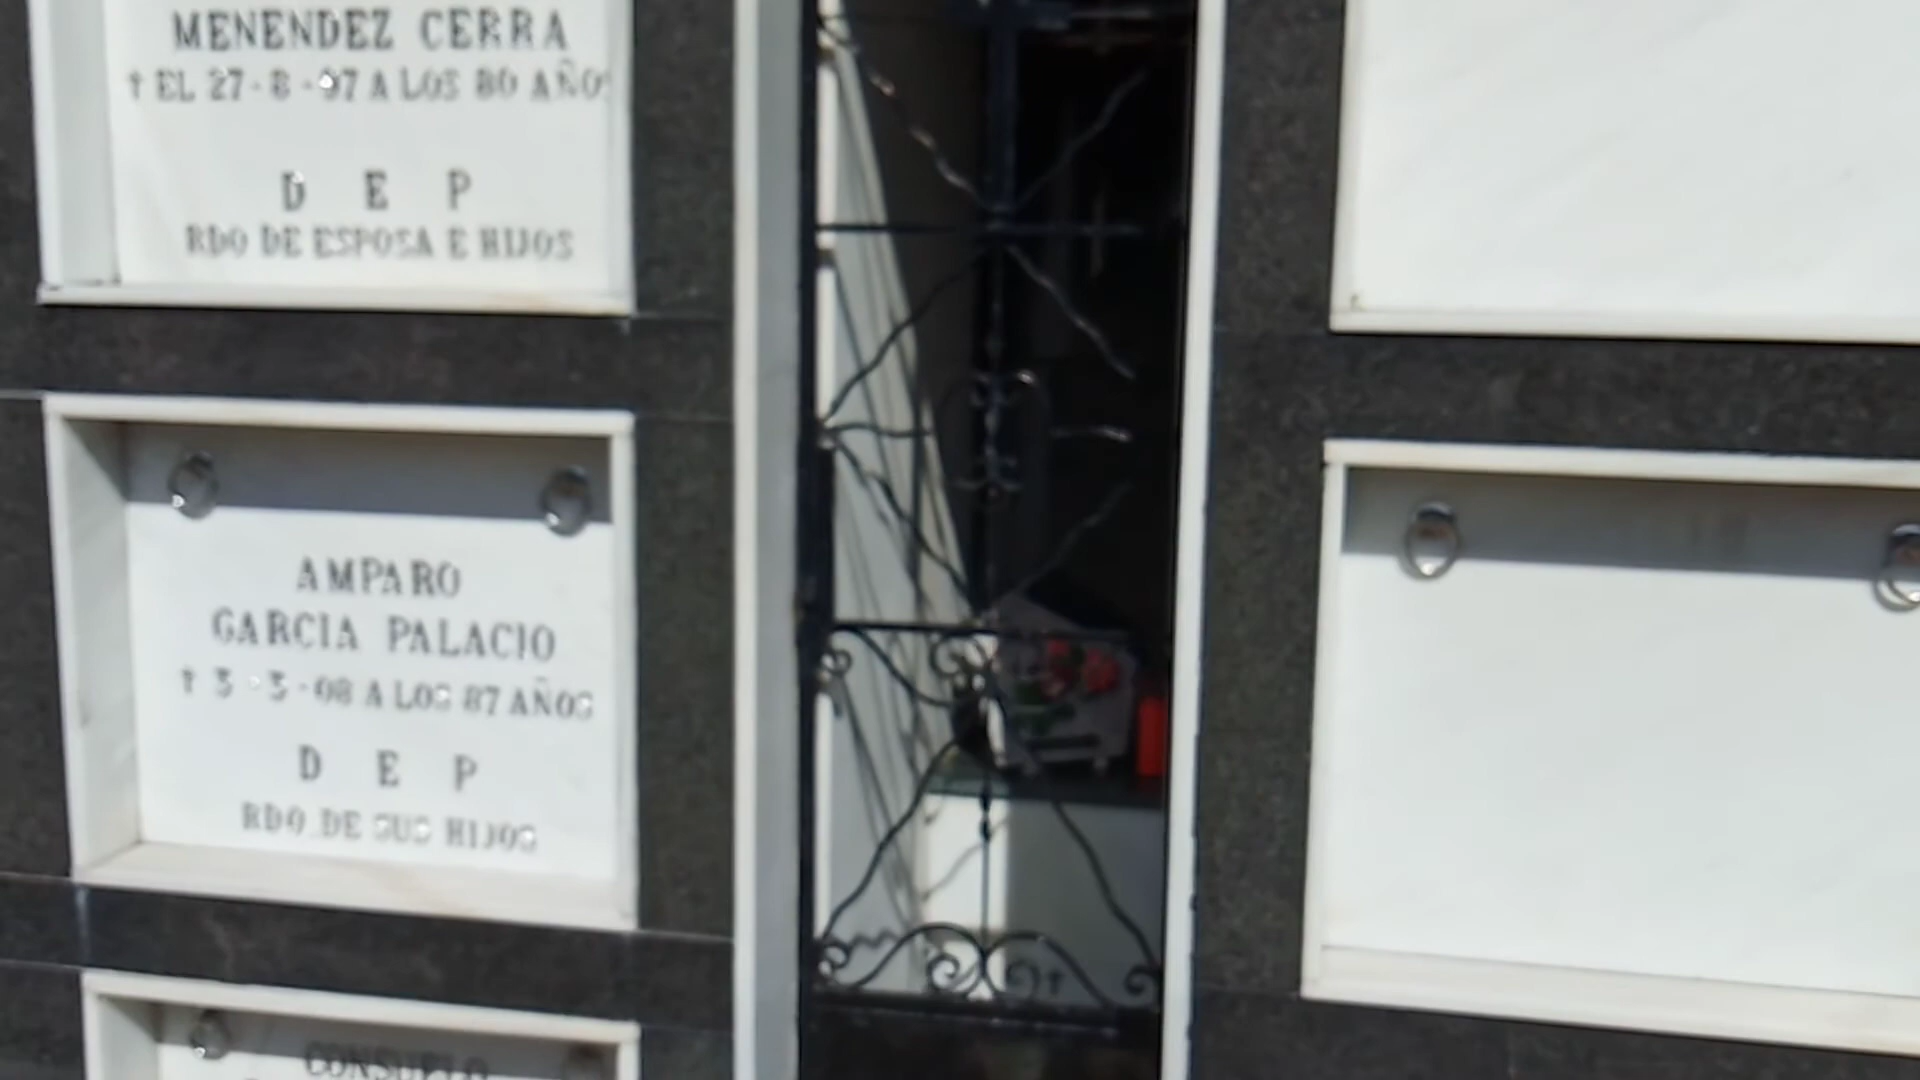 MENENDEZ CERRA
† EL 27-8-97 A LOS 80 AÑOS
D E P
RDO DE ESPOSA E HIJOS
AMPARO
GARCIA PALACIO
† 3-3-08 A LOS 87 AÑOS
D E P
RDO DE SUS HIJOS
CONSUELO